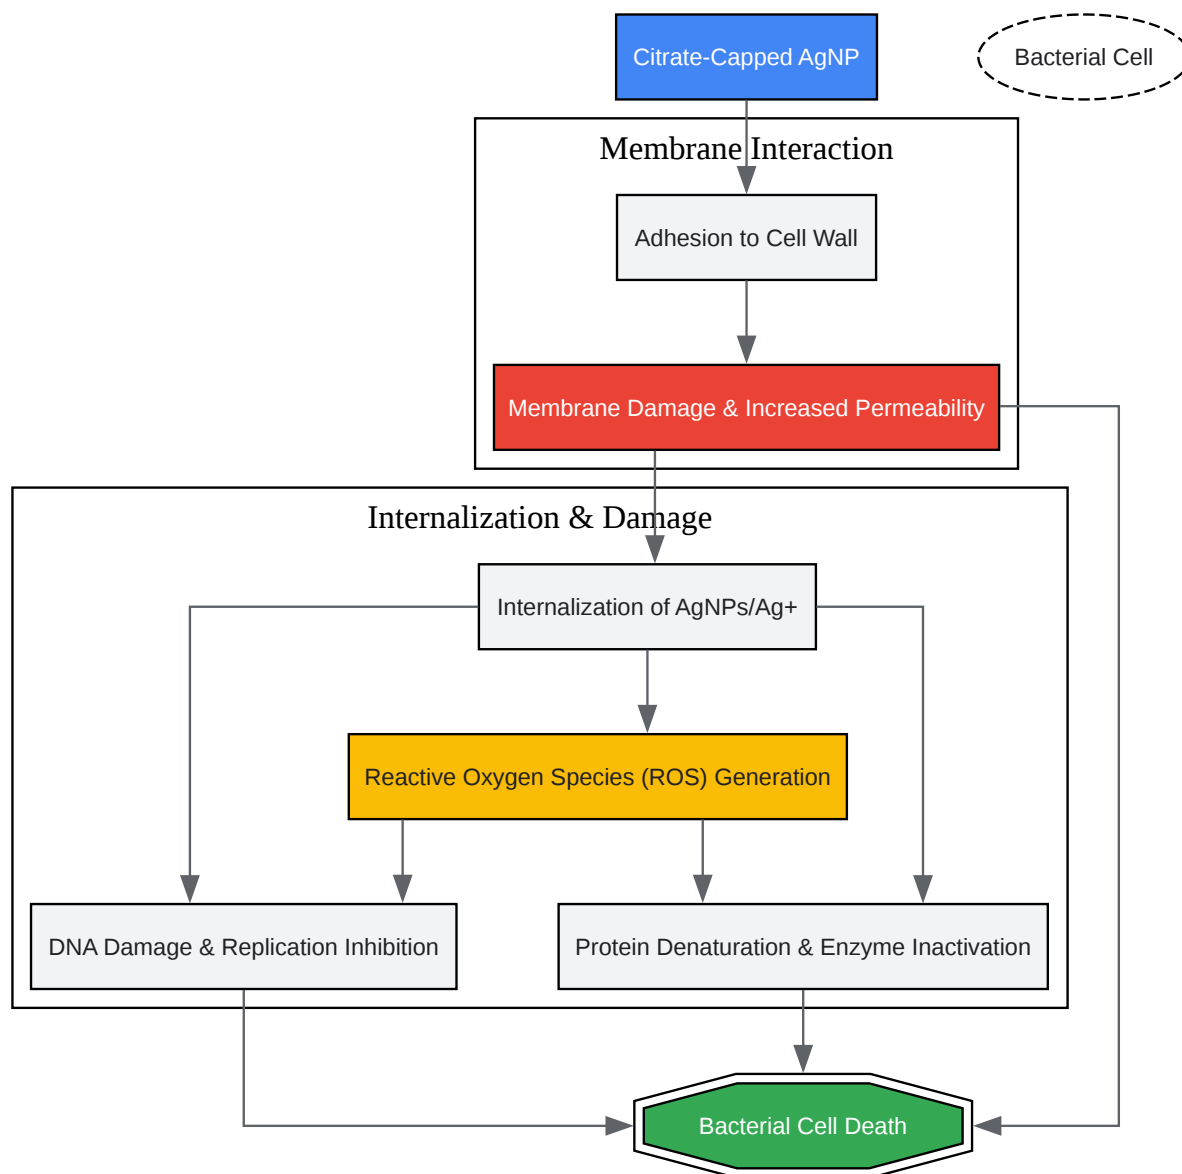 Citrate-Capped AgNP
Bacterial Cell
Membrane Interaction
Adhesion to Cell Wall
Membrane Damage & Increased Permeability
Internalization & Damage
Internalization of AgNPs/Ag+
Reactive Oxygen Species (ROS) Generation
DNA Damage & Replication Inhibition
Protein Denaturation & Enzyme Inactivation
Bacterial Cell Death